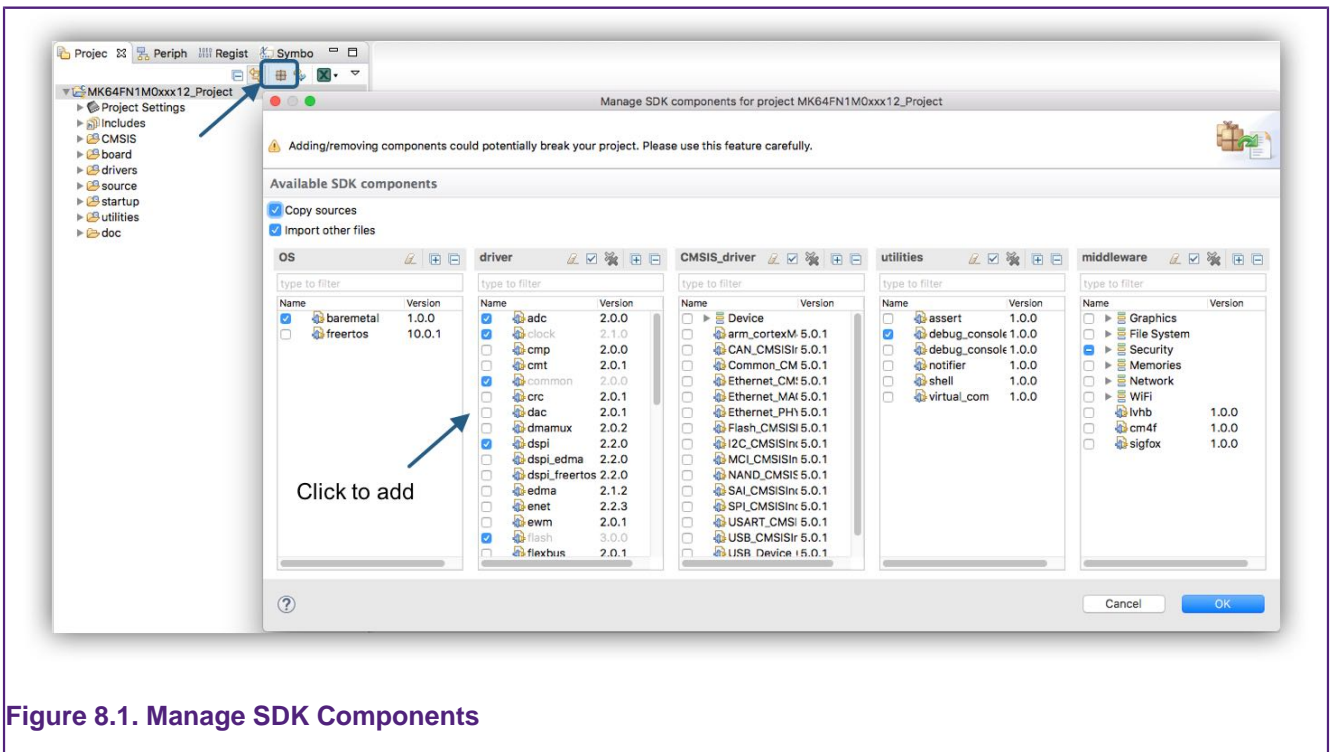 Projec Periph Regist Symbo
MK64FN1M0xxx12_Project
Project Settings
Includes
CMSIS
board
drivers
source
startup
utilities
doc
Manage SDK components for project MK64FN1M0xxx12_Project
Adding/removing components could potentially break your project. Please use this feature carefully.
Available SDK components
Copy sources
Import other files
OS
type to filter
Name Version
baremetal 1.0.0
freertos 10.0.1
driver
type to filter
Name Version
adc 2.0.0
clock 2.1.0
cmp 2.0.0
cmt 2.0.1
common 2.0.0
crc 2.0.1
dac 2.0.1
dmamux 2.0.2
dspi 2.2.0
dspi_edma 2.2.0
dspi_freertos 2.2.0
edma 2.1.2
enet 2.2.3
ewm 2.0.1
flash 3.0.0
flexbus 2.0.1
CMSIS_driver
type to filter
Name Version
Device
arm_cortexM 5.0.1
CAN_CMSISIr 5.0.1
Common_CM 5.0.1
Ethernet_CM 5.0.1
Ethernet_MA 5.0.1
Ethernet_PH 5.0.1
Flash_CMSISI 5.0.1
I2C_CMSISIn 5.0.1
MCI_CMSISIn 5.0.1
NAND_CMSIS 5.0.1
SAI_CMSISIn 5.0.1
SPI_CMSISIn 5.0.1
USART_CMSI 5.0.1
USB_CMSISIr 5.0.1
USB_Device 5.0.1
utilities
type to filter
Name Version
assert 1.0.0
debug_console 1.0.0
debug_console 1.0.0
notifier 1.0.0
shell 1.0.0
virtual_com 1.0.0
middleware
type to filter
Name Version
Graphics
File System
Security
Memories
Network
WiFi
lvhb 1.0.0
cm4f 1.0.0
sigfox 1.0.0
Click to add
?
Cancel OK
Figure 8.1. Manage SDK Components